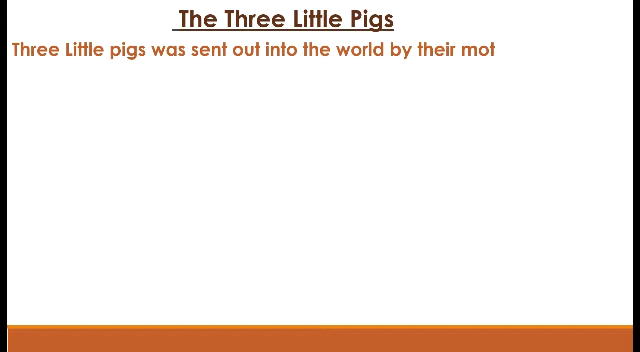 The Three Little Pigs
Three Little pigs was sent out into the world by their mot